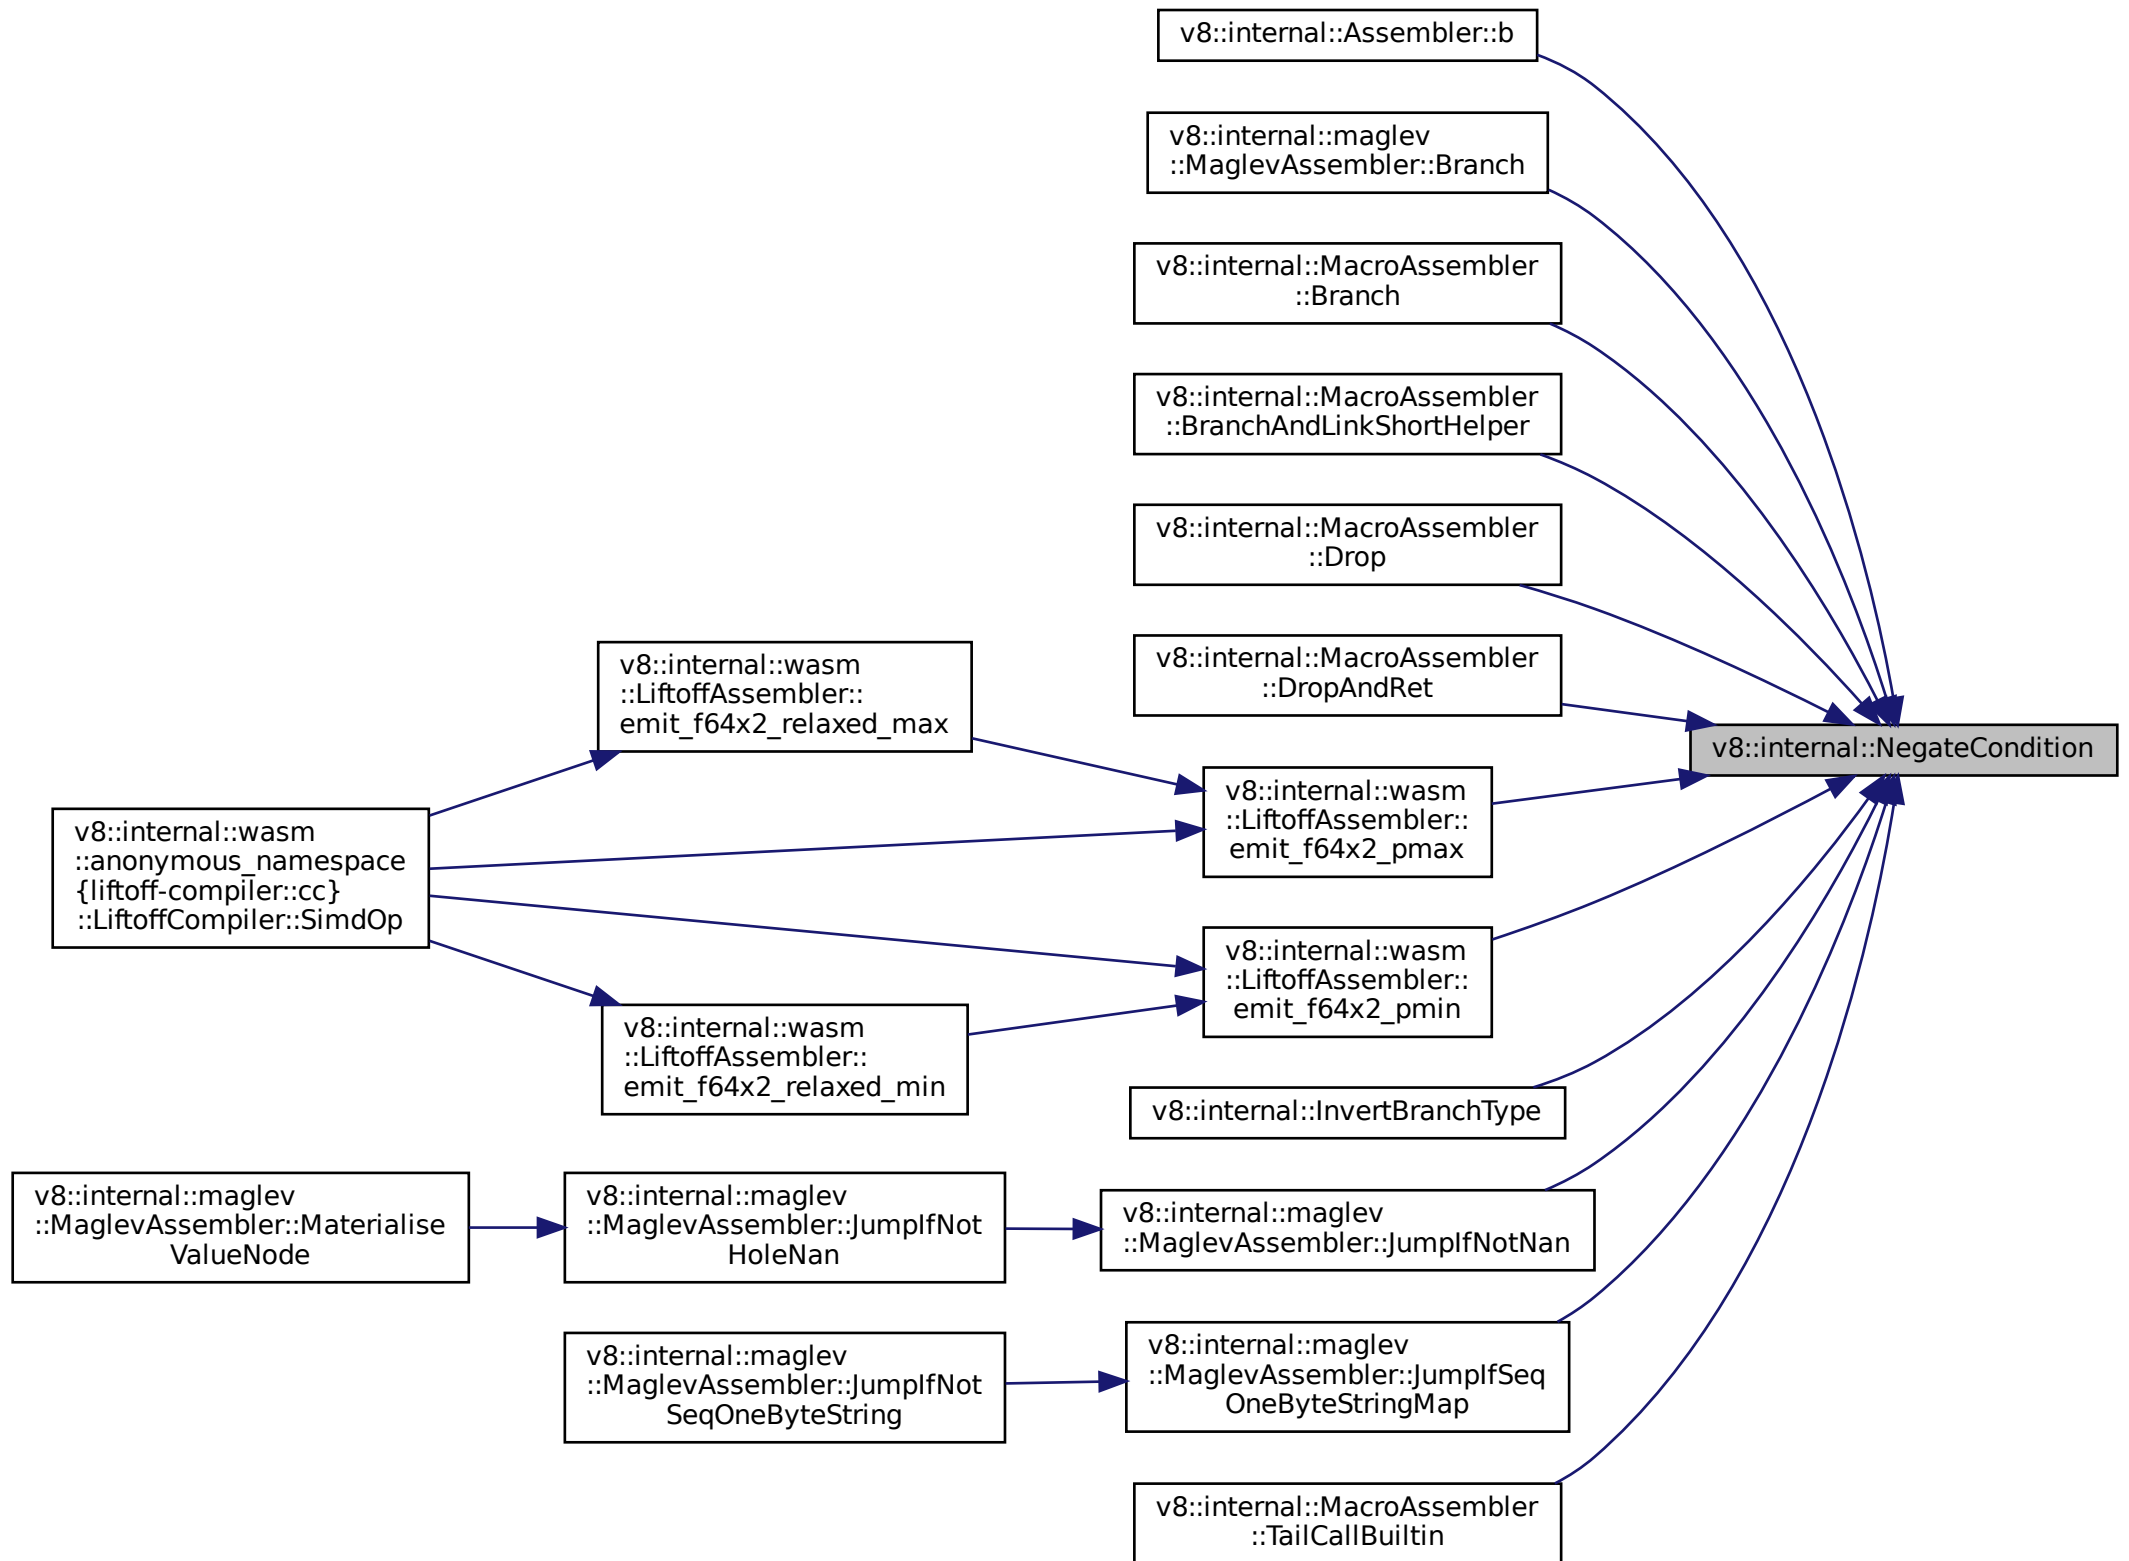 v8::internal::Assembler::b
v8::internal::maglev
::MaglevAssembler::Branch
v8::internal::MacroAssembler
::Branch
v8::internal::MacroAssembler
::BranchAndLinkShortHelper
v8::internal::MacroAssembler
::Drop
v8::internal::MacroAssembler
::DropAndRet
v8::internal::NegateCondition
v8::internal::wasm
::LiftoffAssembler::
emit_f64x2_relaxed_max
v8::internal::wasm
::LiftoffAssembler::
emit_f64x2_pmax
v8::internal::wasm
::anonymous_namespace
{liftoff-compiler::cc}
::LiftoffCompiler::SimdOp
v8::internal::wasm
::LiftoffAssembler::
emit_f64x2_pmin
v8::internal::wasm
::LiftoffAssembler::
emit_f64x2_relaxed_min
v8::internal::InvertBranchType
v8::internal::maglev
::MaglevAssembler::Materialise
ValueNode
v8::internal::maglev
::MaglevAssembler::JumpIfNot
HoleNan
v8::internal::maglev
::MaglevAssembler::JumpIfNotNan
v8::internal::maglev
::MaglevAssembler::JumpIfNot
SeqOneByteString
v8::internal::maglev
::MaglevAssembler::JumpIfSeq
OneByteStringMap
v8::internal::MacroAssembler
::TailCallBuiltin